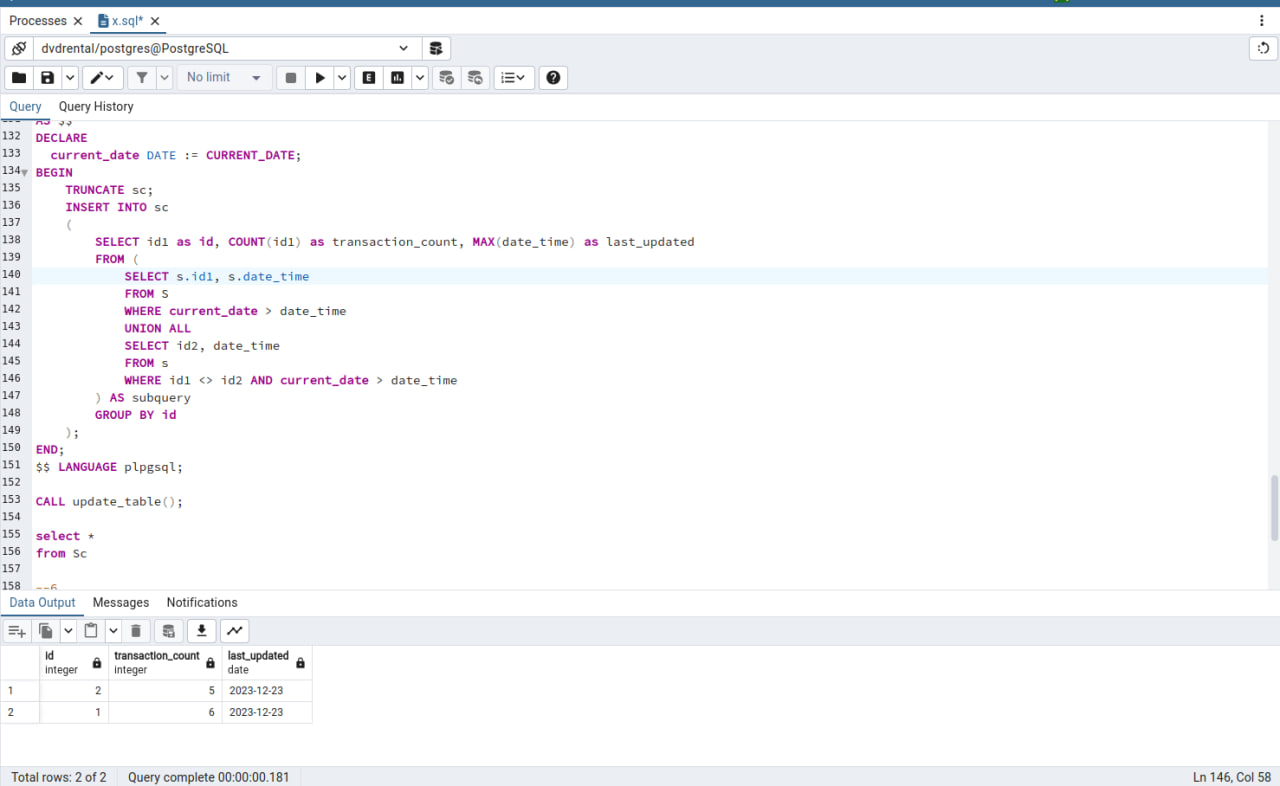 Processes
x.sql*
dvdrental/postgres@PostgreSQL
No limit
E
Query Query History
131 AS $$
132 DECLARE
133 current_date DATE := CURRENT_DATE;
134 BEGIN
135 TRUNCATE sc;
136 INSERT INTO sc
137 (
138 SELECT id1 as id, COUNT(id1) as transaction_count, MAX(date_time) as last_updated
139 FROM (
140 SELECT s.id1, s.date_time
141 FROM S
142 WHERE current_date > date_time
143 UNION ALL
144 SELECT id2, date_time
145 FROM s
146 WHERE id1 <> id2 AND current_date > date_time
147 ) AS subquery
148 GROUP BY id
149 );
150 END;
151 $$ LANGUAGE plpgsql;
152
153 CALL update_table();
154
155 select *
156 from Sc
157
158 --6
Data Output Messages Notifications
id transaction_count last_updated
integer integer date
1 2 5 2023-12-23
2 1 6 2023-12-23
Total rows: 2 of 2 Query complete 00:00:00.181 Ln 146, Col 58